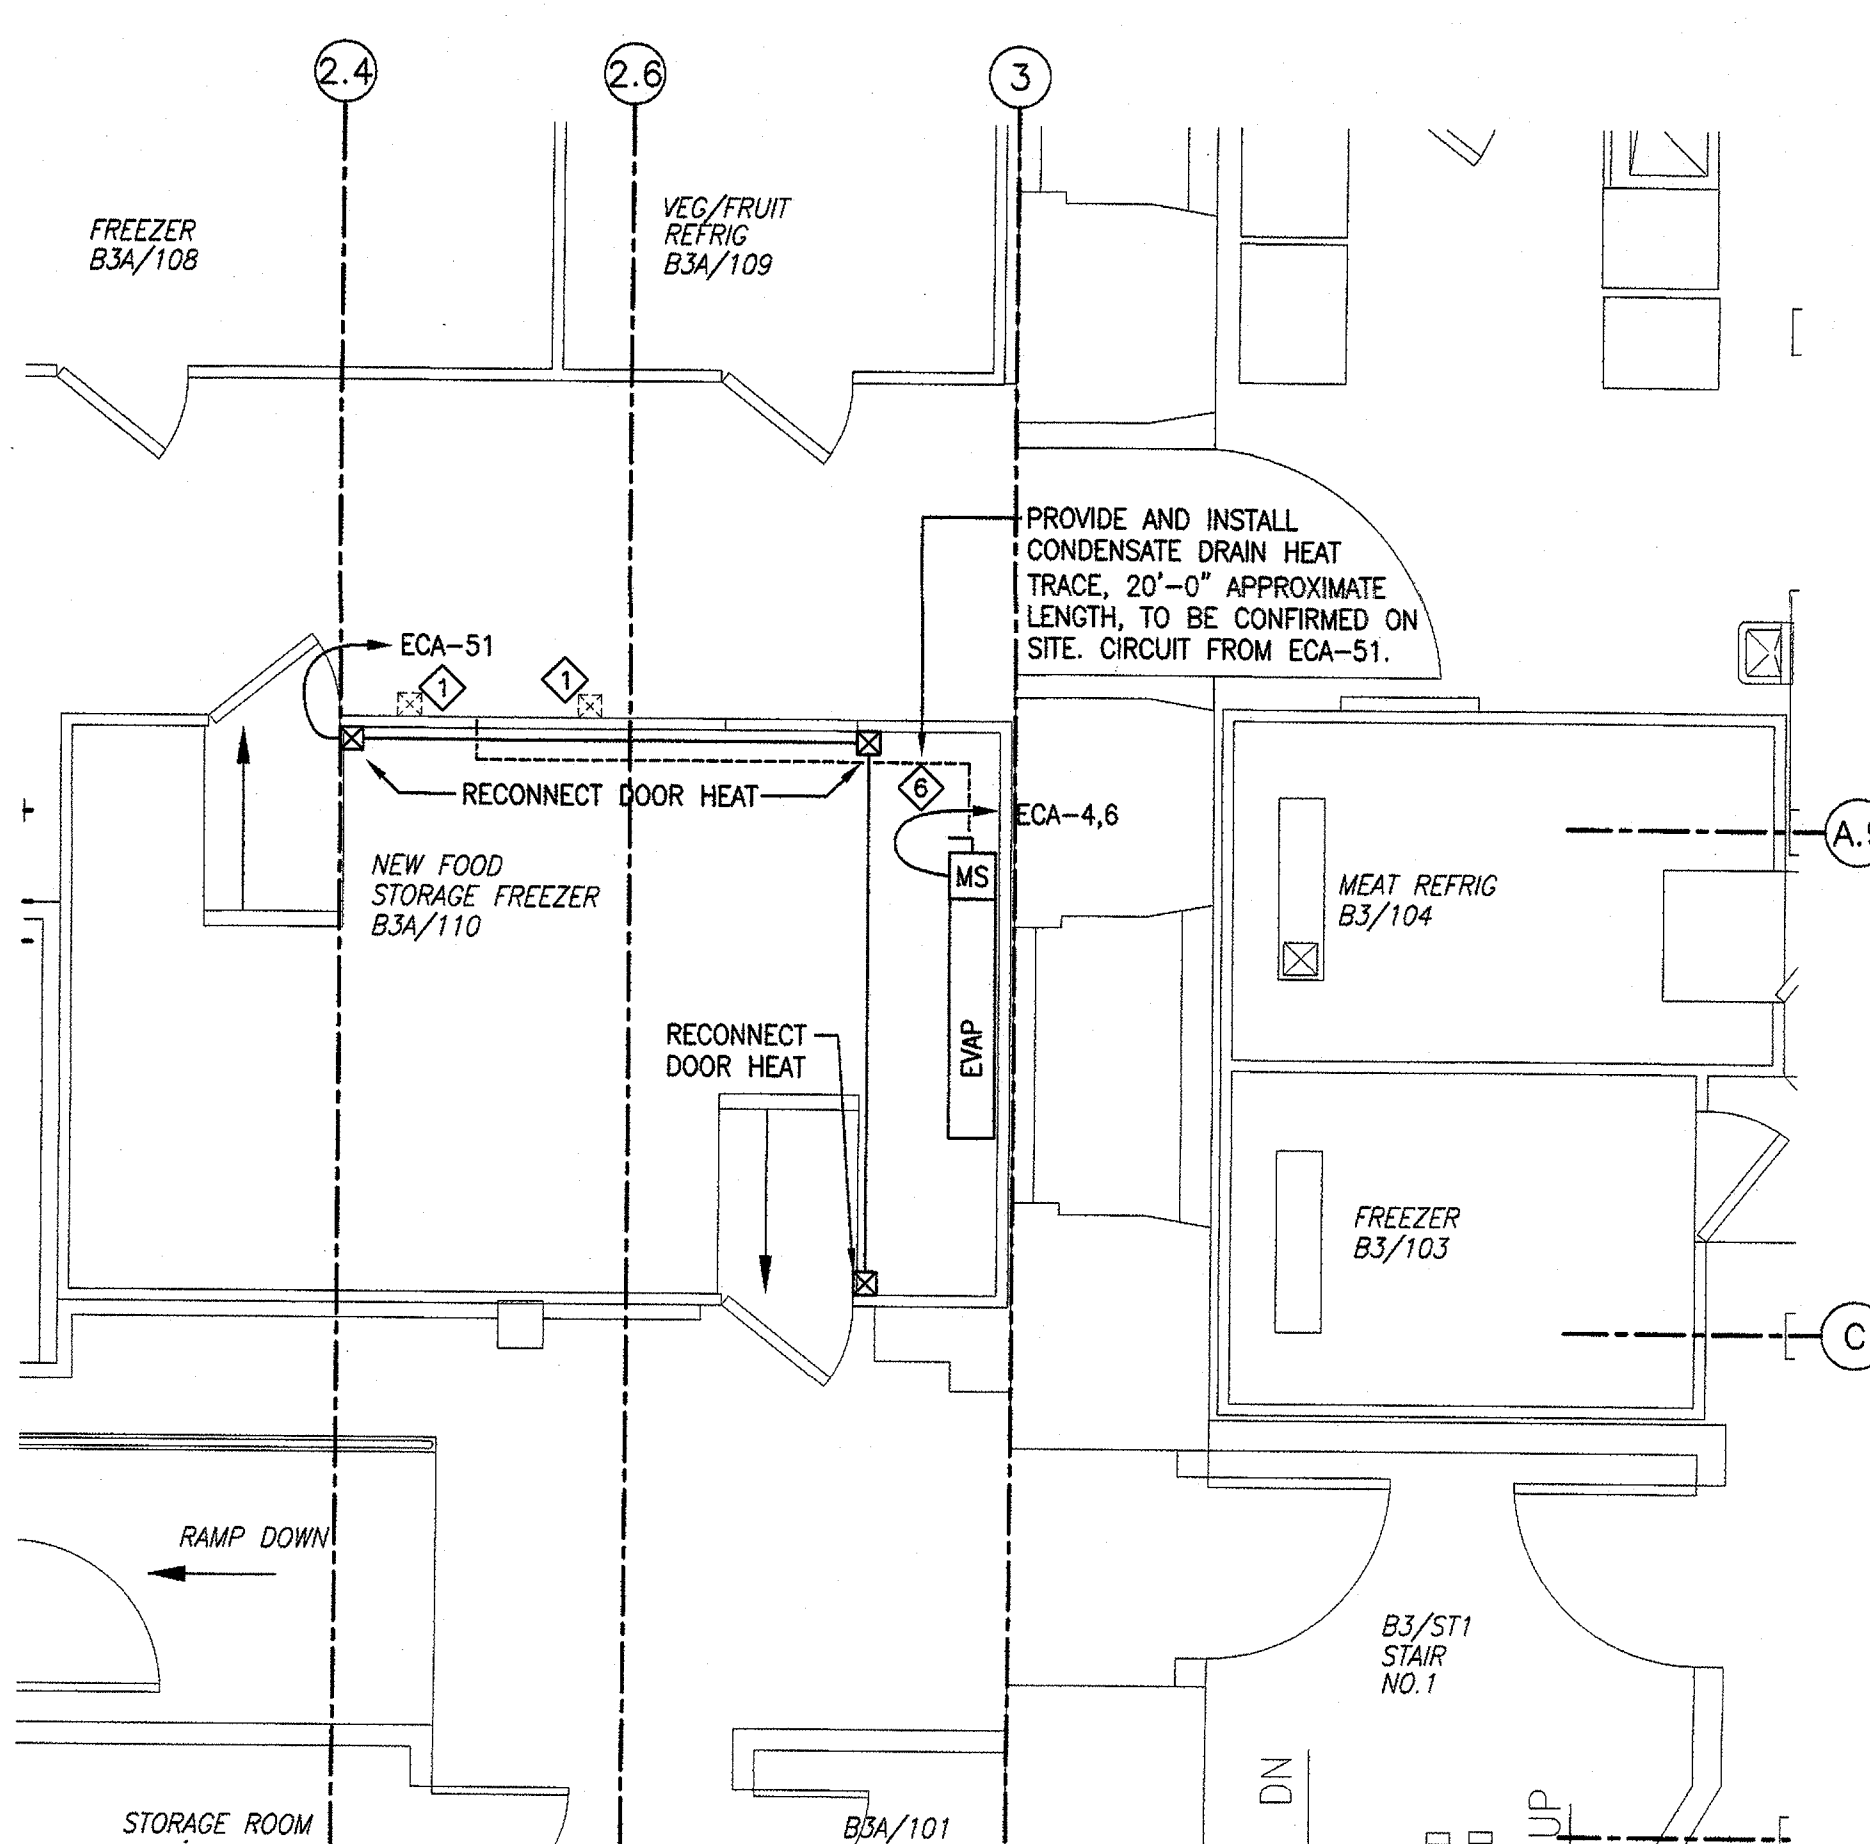 2.4
2.6
3
FREEZER
B3A/108
VEG/FRUIT
REFRIG
B3A/109
PROVIDE AND INSTALL
CONDENSATE DRAIN HEAT
TRACE, 20'-0" APPROXIMATE
LENGTH, TO BE CONFIRMED ON
SITE. CIRCUIT FROM ECA-51.
ECA-51
1
1
RECONNECT DOOR HEAT
6
ECA-4,6
NEW FOOD
STORAGE FREEZER
B3A/110
MS
EVAP
MEAT REFRIG
B3/104
RECONNECT
DOOR HEAT
FREEZER
B3/103
C
RAMP DOWN
B3/ST1
STAIR
NO.1
DN
UP
STORAGE ROOM
B3A/101